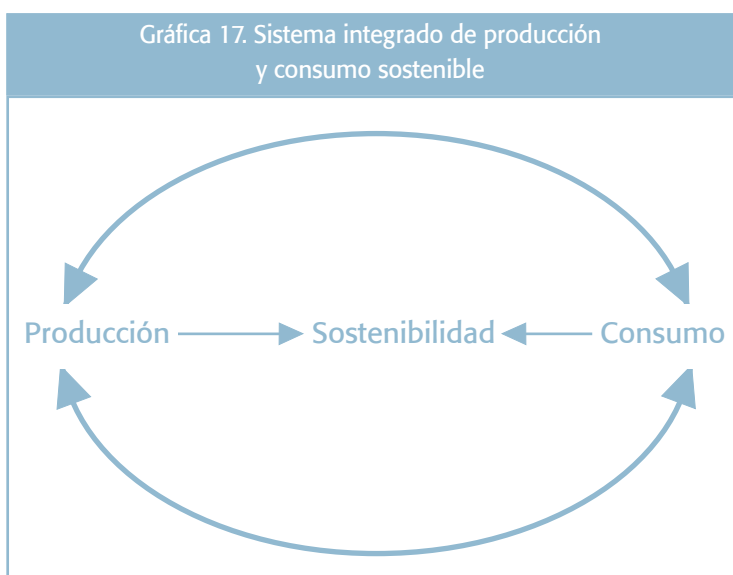 Gráfica 17. Sistema integrado de producción
y consumo sostenible
Producción Sostenibilidad Consumo